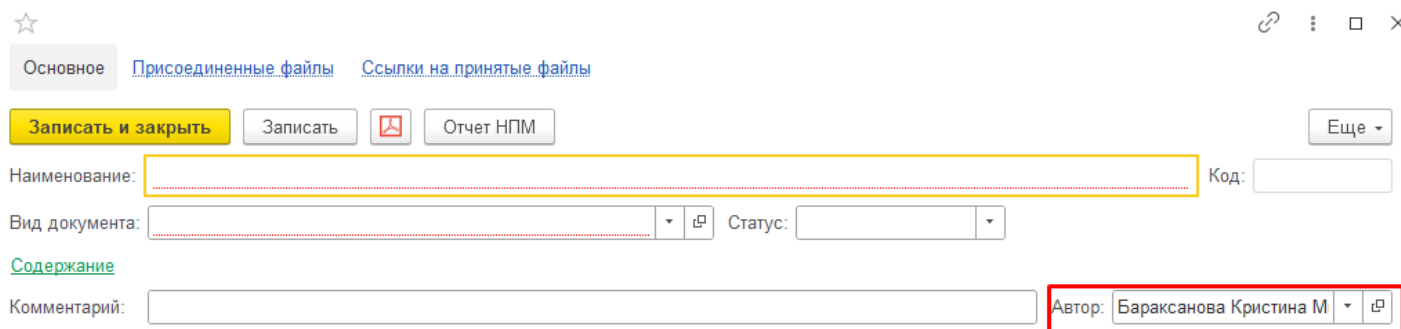 Основное Присоединенные файлы Ссылки на принятые файлы
Записать и закрыть Записать Отчет НПМ Еще
Наименование: Код:
Вид документа: Статус:
Содержание
Комментарий: Автор: Бараксанова Кристина М